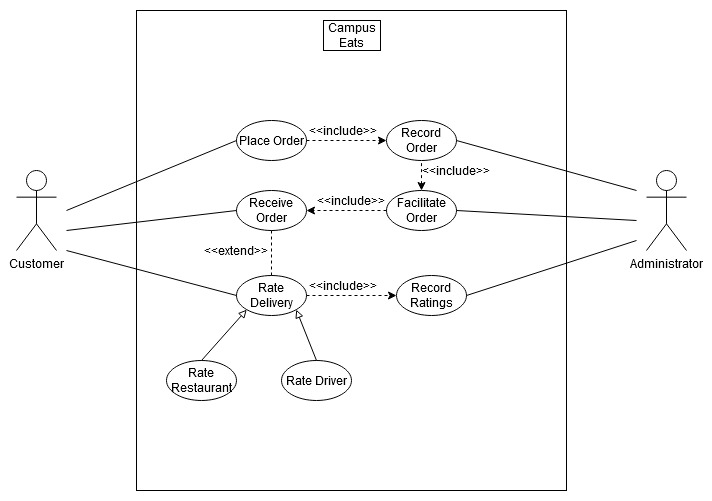 Campus
Eats
Place Order
<<include>>
Record
Order
<<include>>
Receive
Order
<<include>>
Facilitate
Order
Customer
Administrator
<<extend>>
Rate
Delivery
<<include>>
Record
Ratings
Rate
Restaurant
Rate Driver